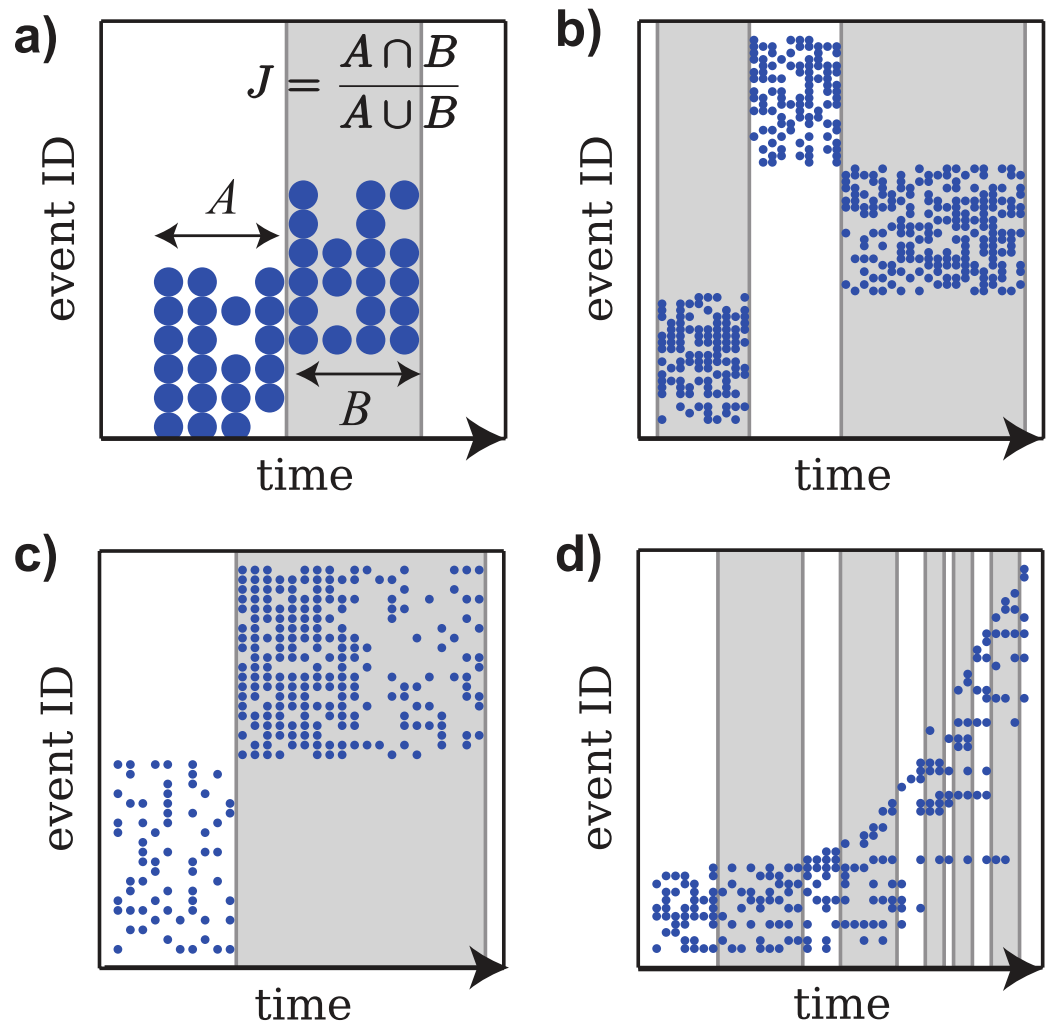 a)
J = A ∩ B / A ∪ B
A
B
event ID
time
b)
event ID
time
c)
event ID
time
d)
event ID
time